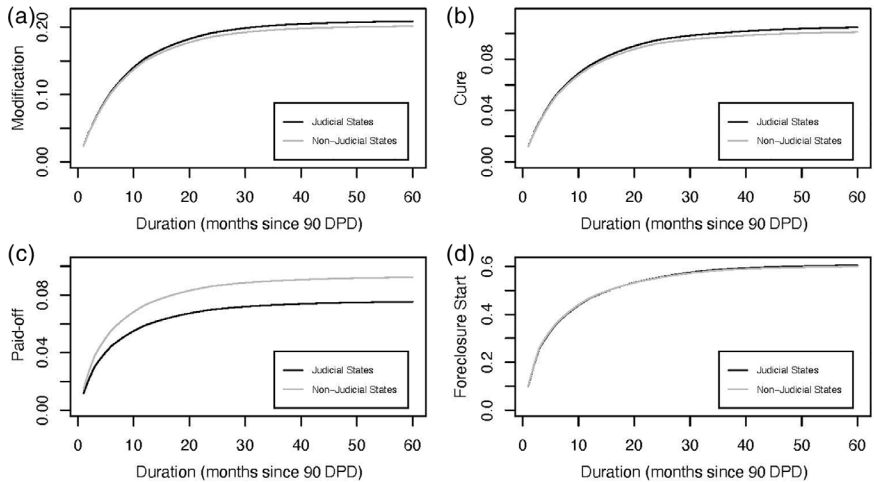 (a)
Modification
0.00 0.10 0.20
Judicial States
Non–Judicial States
0 10 20 30 40 50 60
Duration (months since 90 DPD)
(b)
Cure
0.00 0.04 0.08
Judicial States
Non–Judicial States
0 10 20 30 40 50 60
Duration (months since 90 DPD)
(c)
Paid-off
0.00 0.04 0.08
Judicial States
Non–Judicial States
0 10 20 30 40 50 60
Duration (months since 90 DPD)
(d)
Foreclosure Start
0.0 0.2 0.4 0.6
Judicial States
Non–Judicial States
0 10 20 30 40 50 60
Duration (months since 90 DPD)